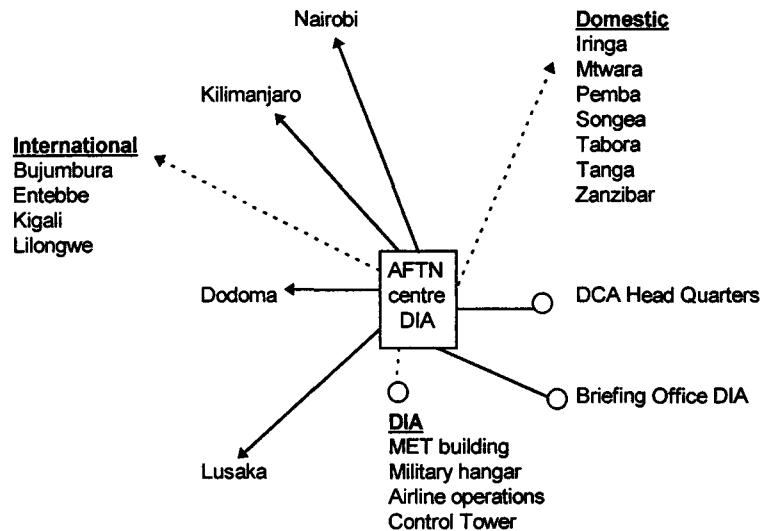 Nairobi
Domestic
Iringa
Mtwara
Pemba
Songea
Tabora
Tanga
Zanzibar
Kilimanjaro
International
Bujumbura
Entebbe
Kigali
Lilongwe
AFTN
centre
DIA
Dodoma
DCA Head Quarters
Briefing Office DIA
DIA
MET building
Military hangar
Airline operations
Control Tower
Lusaka